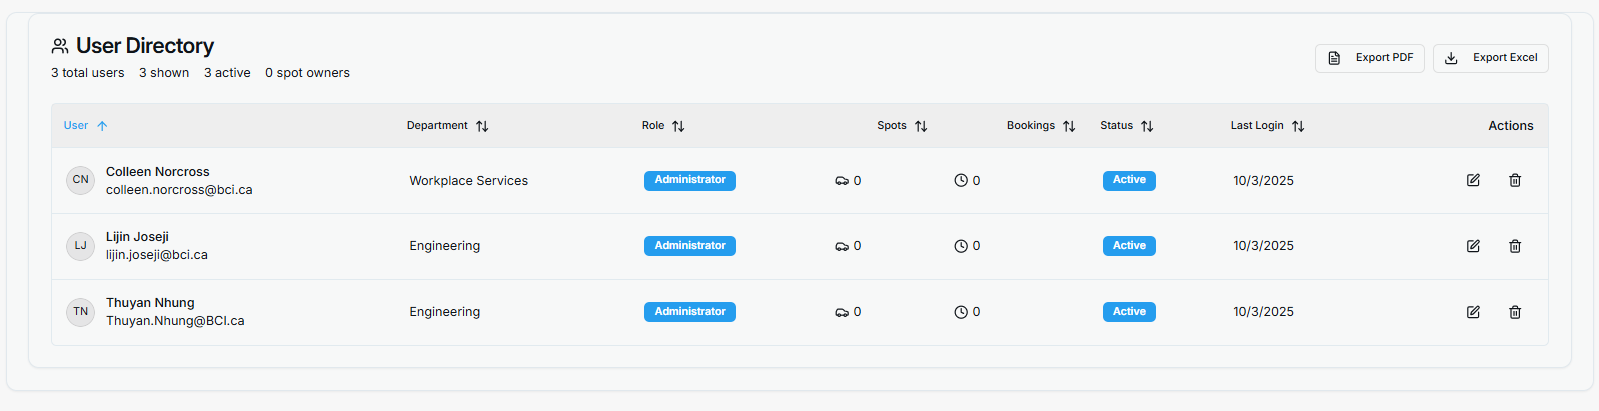 User Directory
3 total users 3 shown 3 active 0 spot owners
Export PDF
Export Excel
User Department Role Spots Bookings Status Last Login Actions
CN Colleen Norcross
colleen.norcross@bci.ca
Workplace Services Administrator 0 0 Active 10/3/2025
LJ Lijin Joseji
lijin.joseji@bci.ca
Engineering Administrator 0 0 Active 10/3/2025
TN Thuyan Nhung
Thuyan.Nhung@BCI.ca
Engineering Administrator 0 0 Active 10/3/2025